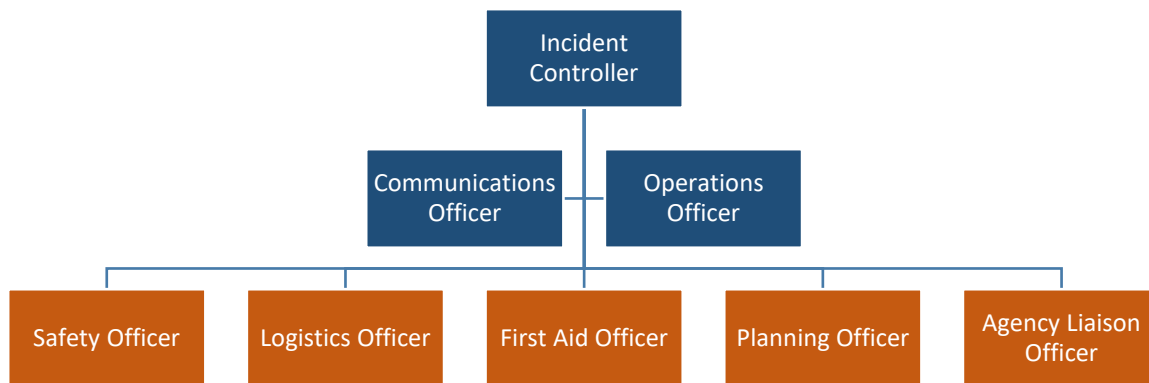 Incident
Controller
Communications
Officer
Operations
Officer
Safety Officer
Logistics Officer
First Aid Officer
Planning Officer
Agency Liaison
Officer